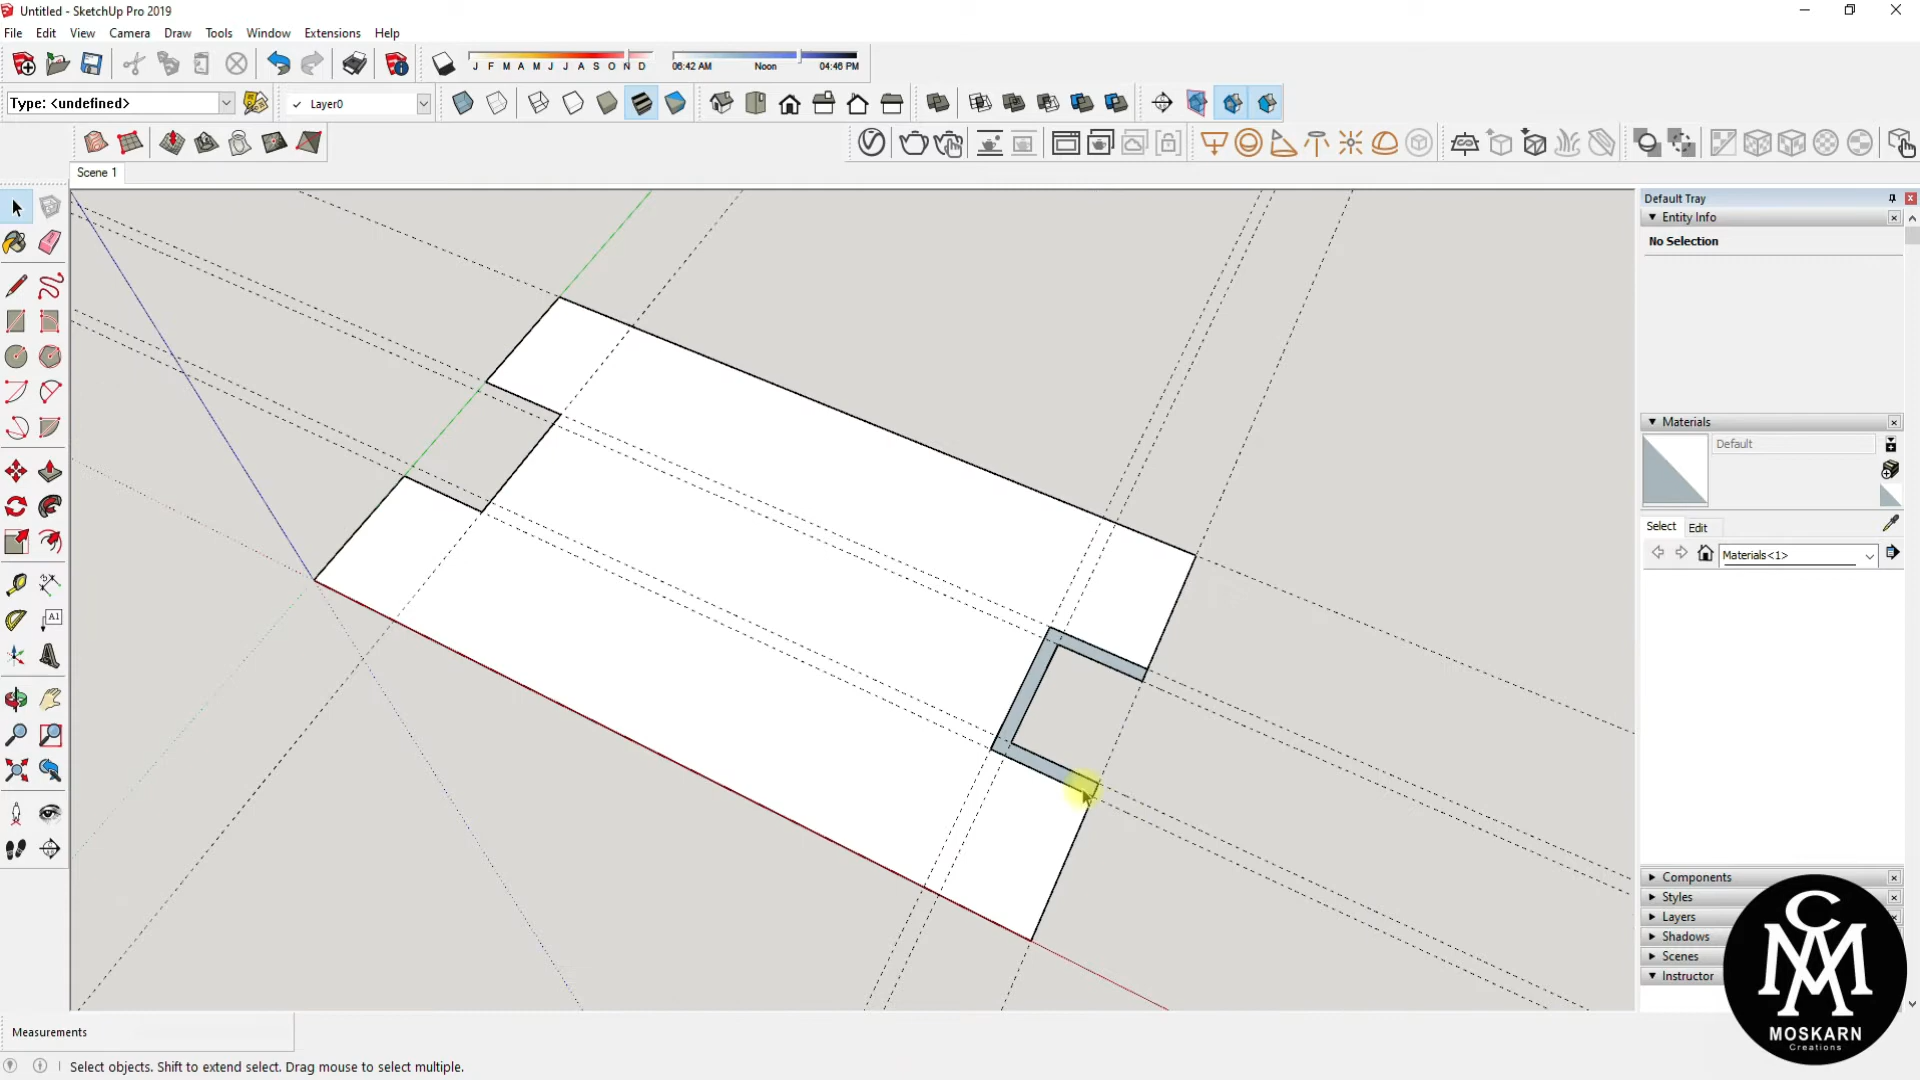 Untitled - SketchUp Pro 2019
File Edit View Camera Draw Tools Window Extensions Help
J F M A M J J A S O N D 06:42 AM Noon 04:46 PM
Type: <undefined> Layer0
Scene 1
Default Tray
Entity Info
No Selection
Materials
Default
Select Edit
Materials<1>
Components
Styles
Layers
Shadows
Scenes
Instructor
A1
CM
MOSKARN
Creations
Measurements
Select objects. Shift to extend select. Drag mouse to select multiple.